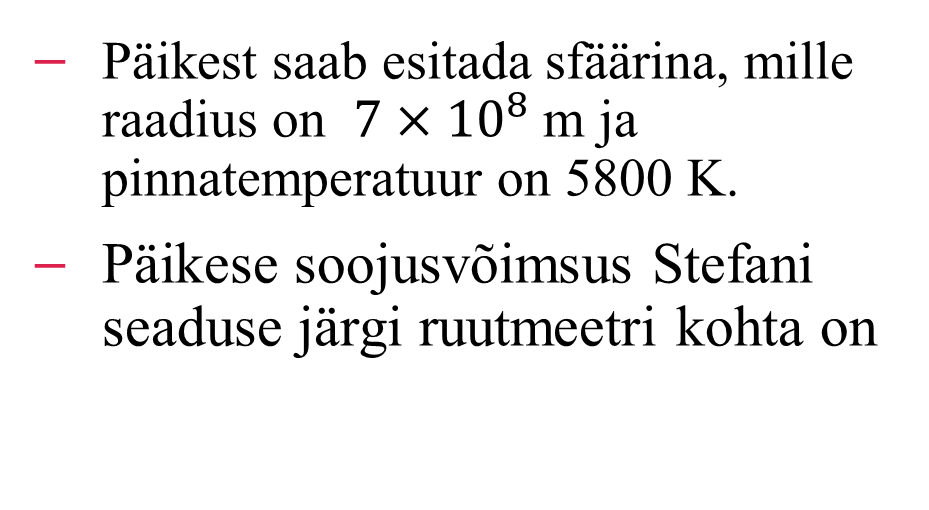 – Päikest saab esitada sfäärina, mille
raadius on 7 × 10⁸ m ja
pinnatemperatuur on 5800 K.
– Päikese soojusvõimsus Stefani
seaduse järgi ruutmeetri kohta on